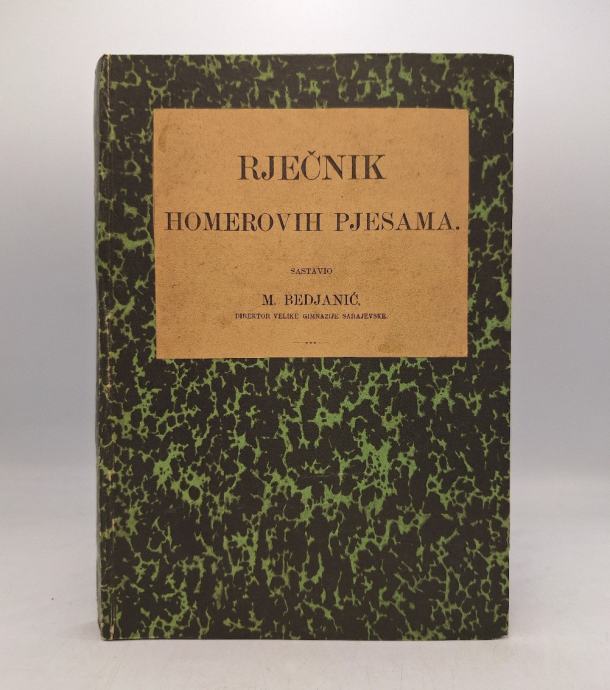 RJEČNIK
HOMEROVIH PJESAMA.
SASTAVIO
M. BEDJANIĆ,
DIREKTOR VELIKE GIMNAZIJE SARAJEVSKE.